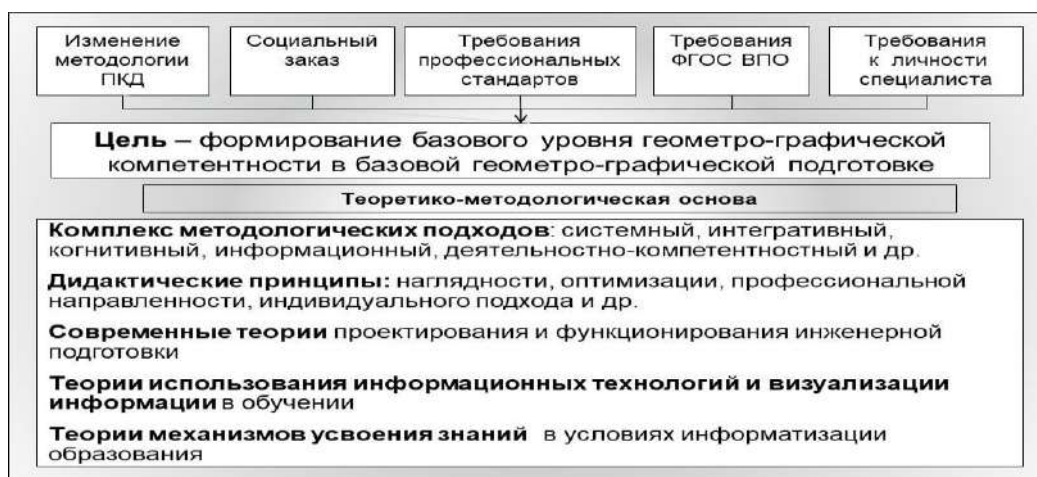 Изменение
методологии
ПКД
Социальный
заказ
Требования
профессиональных
стандартов
Требования
ФГОС ВПО
Требования
к личности
специалиста
Цель – формирование базового уровня геометро-графической
компетентности в базовой геометро-графической подготовке
Теоретико-методологическая основа
Комплекс методологических подходов: системный, интегративный,
когнитивный, информационный, деятельностно-компетентностный и др.
Дидактические принципы: наглядности, оптимизации, профессиональной
направленности, индивидуального подхода и др.
Современные теории проектирования и функционирования инженерной
подготовки
Теории использования информационных технологий и визуализации
информации в обучении
Теории механизмов усвоения знаний в условиях информатизации
образования